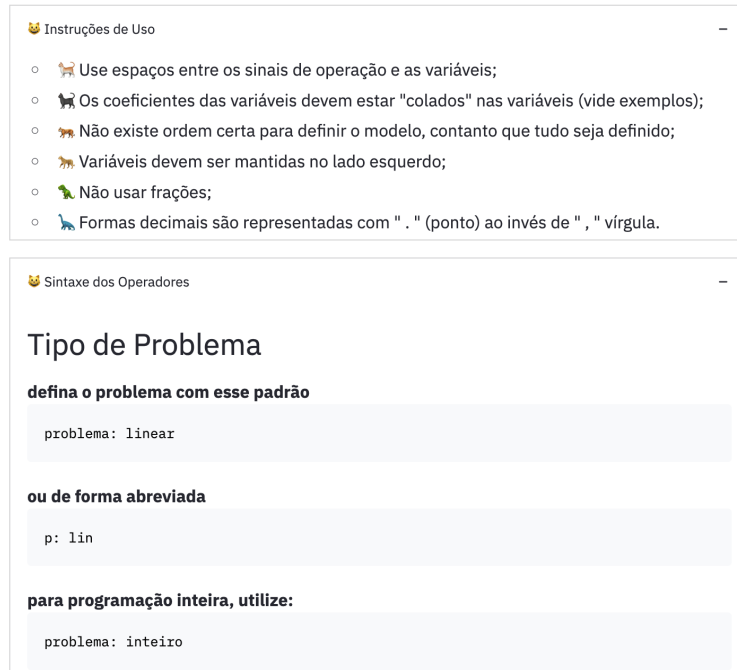 😺 Instruções de Uso
🐈 Use espaços entre os sinais de operação e as variáveis;
🐈‍⬛ Os coeficientes das variáveis devem estar "colados" nas variáveis (vide exemplos);
🐅 Não existe ordem certa para definir o modelo, contanto que tudo seja definido;
🐆 Variáveis devem ser mantidas no lado esquerdo;
🦖 Não usar frações;
🦕 Formas decimais são representadas com " . " (ponto) ao invés de " , " vírgula.
😺 Sintaxe dos Operadores
Tipo de Problema
defina o problema com esse padrão
problema: linear
ou de forma abreviada
p: lin
para programação inteira, utilize:
problema: inteiro